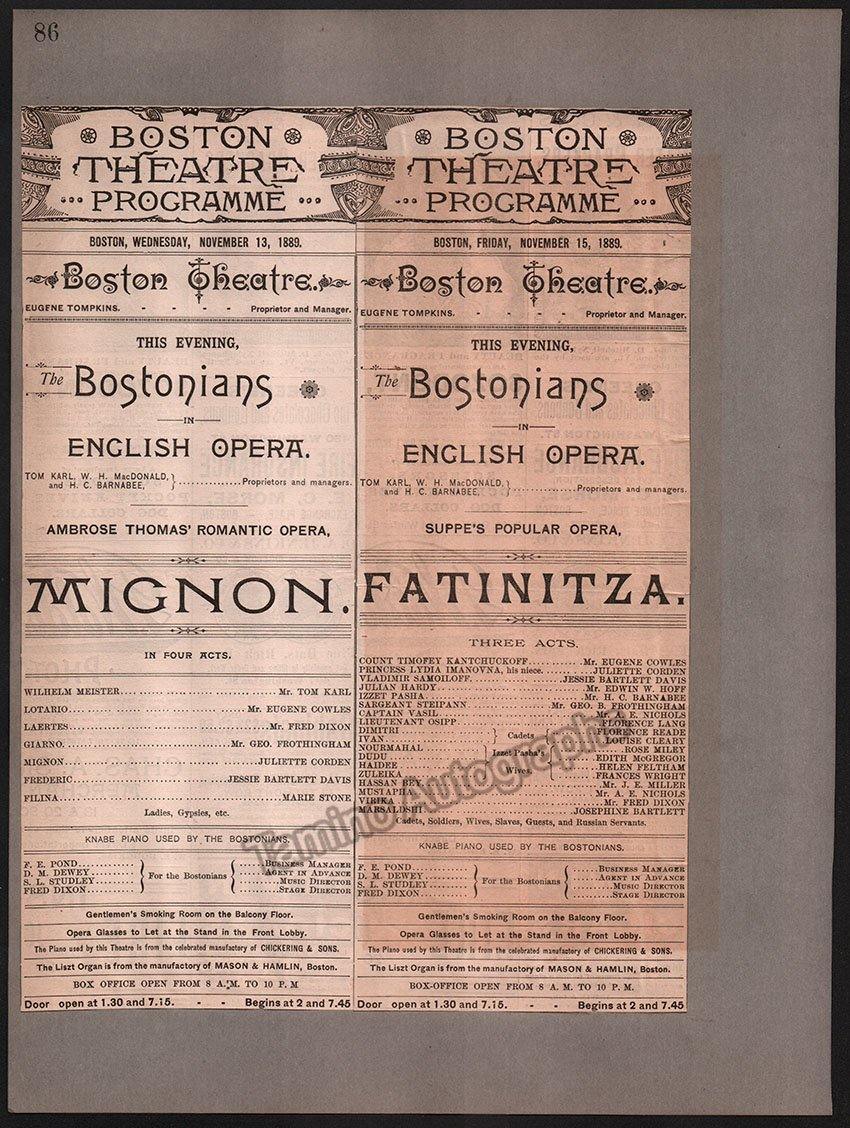 86
BOSTON
THEATRE
PROGRAMME
BOSTON, WEDNESDAY, NOVEMBER 13, 1889.
Boston Theatre.
EUGENE TOMPKINS. - - - - Proprietor and Manager.
THIS EVENING,
The Bostonians
IN
ENGLISH OPERA.
TOM KARL, W. H. MacDONALD,
and H. C. BARNABEE, } Proprietors and managers.
AMBROSE THOMAS' ROMANTIC OPERA,
MIGNON.
IN FOUR ACTS.
WILHELM MEISTER Mr. TOM KARL
LOTARIO Mr. EUGENE COWLES
LAERTES Mr. FRED DIXON
GIARNO. Mr. GEO. FROTHINGHAM
MIGNON JULIETTE CORDEN
FREDERIC JESSIE BARTLETT DAVIS
FILINA MARIE STONE
Ladies, Gypsies, etc.
KNABE PIANO USED BY THE BOSTONIANS.
F. E. POND BUSINESS MANAGER
D. M. DEWEY AGENT IN ADVANCE
For the Bostonians
S. L. STUDLEY MUSIC DIRECTOR
FRED DIXON STAGE DIRECTOR
Gentlemen's Smoking Room on the Balcony Floor.
Opera Glasses to Let at the Stand in the Front Lobby.
The Piano used by this Theatre is from the celebrated manufactory of CHICKERING & SONS.
The Liszt Organ is from the manufactory of MASON & HAMLIN, Boston.
BOX OFFICE OPEN FROM 8 A. M. TO 10 P. M
Door open at 1.30 and 7.15. - - Begins at 2 and 7.45
BOSTON
THEATRE
PROGRAMME
BOSTON, FRIDAY, NOVEMBER 15, 1889.
Boston Theatre.
EUGENE TOMPKINS. - - - - Proprietor and Manager.
THIS EVENING,
The Bostonians
IN
ENGLISH OPERA.
TOM KARL, W. H. MacDONALD,
and H. C. BARNABEE, } Proprietors and managers.
SUPPE'S POPULAR OPERA,
FATINITZA.
THREE ACTS.
COUNT TIMOFEY KANTCHUCKOFF Mr. EUGENE COWLES
PRINCESS LYDIA IMANOVNA, his niece. JULIETTE CORDEN
VLADIMIR SAMOILOFF JESSIE BARTLETT DAVIS
JULIAN HARDY Mr. EDWIN W. HOFF
IZZET PASHA Mr. H. C. BARNABEE
SARGEANT STEIPANN Mr. GEO. B. FROTHINGHAM
CAPTAIN VASIL Mr. A. E. NICHOLS
LIEUTENANT OSIPP FLORENCE LANG
DIMITRI } Cadets { FLORENCE READE
IVAN LOUISE CLEARY
NOURMAHAL ROSE MILEY
DUDU Izzet Pasha's EDITH McGREGOR
HAIDEE Wives, HELEN FELTHAM
ZULEIKA FRANCES WRIGHT
HASSAN BEY Mr. J. E. MILLER
MUSTAPHA Mr. A. E. NICHOLS
VIRIKA Mr. FRED DIXON
MARSALDSHI JOSEPHINE BARTLETT
Cadets, Soldiers, Wives, Slaves, Guests, and Russian Servants.
KNABE PIANO USED BY THE BOSTONIANS.
F. E. POND BUSINESS MANAGER
D. M. DEWEY AGENT IN ADVANCE
For the Bostonians
S. L. STUDLEY MUSIC DIRECTOR
FRED DIXON STAGE DIRECTOR
Gentlemen's Smoking Room on the Balcony Floor.
Opera Glasses to Let at the Stand in the Front Lobby.
The Piano used by this Theatre is from the celebrated manufactory of CHICKERING & SONS.
The Liszt Organ is from the manufactory of MASON & HAMLIN, Boston.
BOX-OFFICE OPEN FROM 8 A. M. TO 10 P. M.
Door open at 1.30 and 7.15. - - Begins at 2 and 7.45
Tamino Autographs